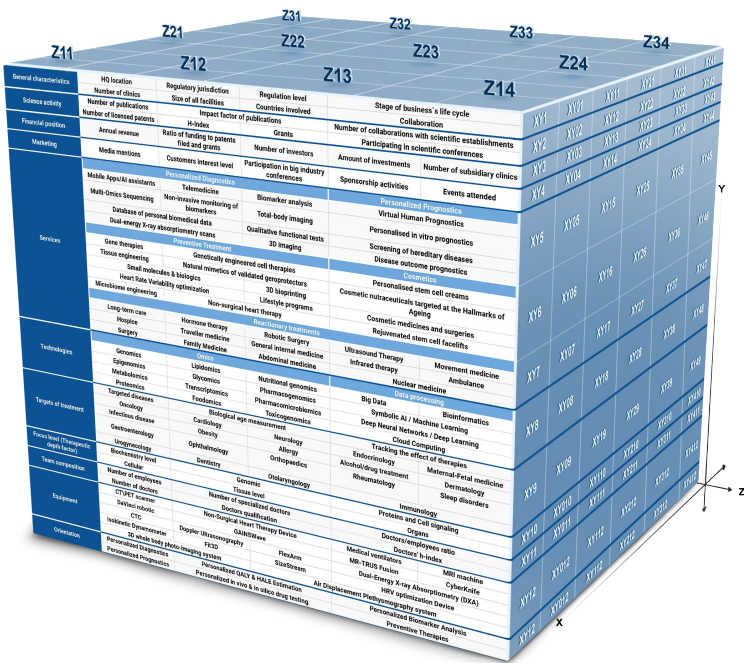 Z31
Z32
Z33
Z34
Z21
Z22
Z23
Z24
Z11
Z12
Z13
Z14
General characteristics
HQ location
Regulatory jurisdiction
Regulation level
Stage of business`s life cycle
Number of clinics
Size of all facilities
Countries involved
Collaboration
Science activity
Number of publications
Impact factor of publications
Number of collaborations with scientific establishments
Number of licensed patents
H-index
Grants
Participating in scientific conferences
Financial position
Annual revenue
Ratio of funding to patents filed and grants
Number of investors
Amount of investments
Number of subsidiary clinics
Marketing
Media mentions
Customers interest level
Participation in big industry conferences
Sponsorship activities
Events attended
Services
Personalized Diagnostics
Mobile Apps/AI assistants
Telemedicine
Biomarker analysis
Multi-Omics Sequencing
Non-invasive monitoring of biomarkers
Total-body imaging
Database of personal biomedical data
Qualitative functional tests
Dual-energy X-ray absorptiometry scans
3D Imaging
Personalized Prognostics
Virtual Human Prognostics
Personalised in vitro prognostics
Screening of hereditary diseases
Disease outcome prognostics
Preventive Treatment
Gene therapies
Genetically engineered cell therapies
Tissue engineering
Natural mimetics of validated geroprotectors
Small molecules & biologics
3D bioprinting
Heart Rate Variability optimization
Lifestyle programs
Microbiome engineering
Non-surgical heart therapy
Cosmetics
Personalised stem cell creams
Cosmetic nutraceuticals targeted at the Hallmarks of Ageing
Cosmetic medicines and surgeries
Rejuvenated stem cell facelifts
Reactionary treatments
Long-term care
Hormone therapy
Robotic Surgery
Ultrasound Therapy
Movement medicine
Hospice
Traveller medicine
General internal medicine
Infrared therapy
Ambulance
Surgery
Family Medicine
Abdominal medicine
Nuclear medicine
Technologies
Omics
Genomics
Lipidomics
Nutritional genomics
Epigenomics
Glycomics
Pharmacogenomics
Metabolomics
Transcriptomics
Pharmacomicrobiomics
Proteomics
Foodomics
Toxicogenomics
Data processing
Big Data
Bioinformatics
Symbolic AI / Machine Learning
Deep Neural Networks / Deep Learning
Cloud Computing
Targets of treatment
Targeted diseases
Biological age measurement
Tracking the effect of therapies
Oncology
Cardiology
Neurology
Endocrinology
Maternal-Fetal medicine
Infectious disease
Obesity
Allergy
Alcohol/drug treatment
Dermatology
Gastroenterology
Ophthalmology
Orthopaedics
Rheumatology
Sleep disorders
Urogynecology
Dentistry
Otolaryngology
Immunology
Focus level (Therapeutic depth factor)
Biochemistry level
Genomic
Proteins and Cell signaling
Cellular
Tissue level
Organs
Team composition
Number of employees
Number of specialized doctors
Doctors/employees ratio
Number of doctors
Doctors qualification
Doctors' h-index
Equipment
CT\PET scanner
Non-Surgical Heart Therapy Device
Medical ventilators
MRI machine
DaVinci robotic
GAINSWave
MR-TRUS Fusion
CyberKnife
CTC
Doppler Ultrasonography
FlexArm
Dual-Energy X-ray Absorptiometry (DXA)
Isokinetic Dynamometer
Fit3D
SizeStream
HRV optimization Device
3D whole body photo-imaging system
Air Displacement Plethysmography system
Orientation
Personalized Diagnostics
Personalized QALY & HALE Estimation
Personalized Biomarker Analysis
Personalized Prognostics
Personalized in vivo & in silico drug testing
Preventive Therapies
XY1
XY2
XY3
XY4
XY5
XY6
XY7
XY8
XY9
XY10
XY11
XY12
Y
Z
X